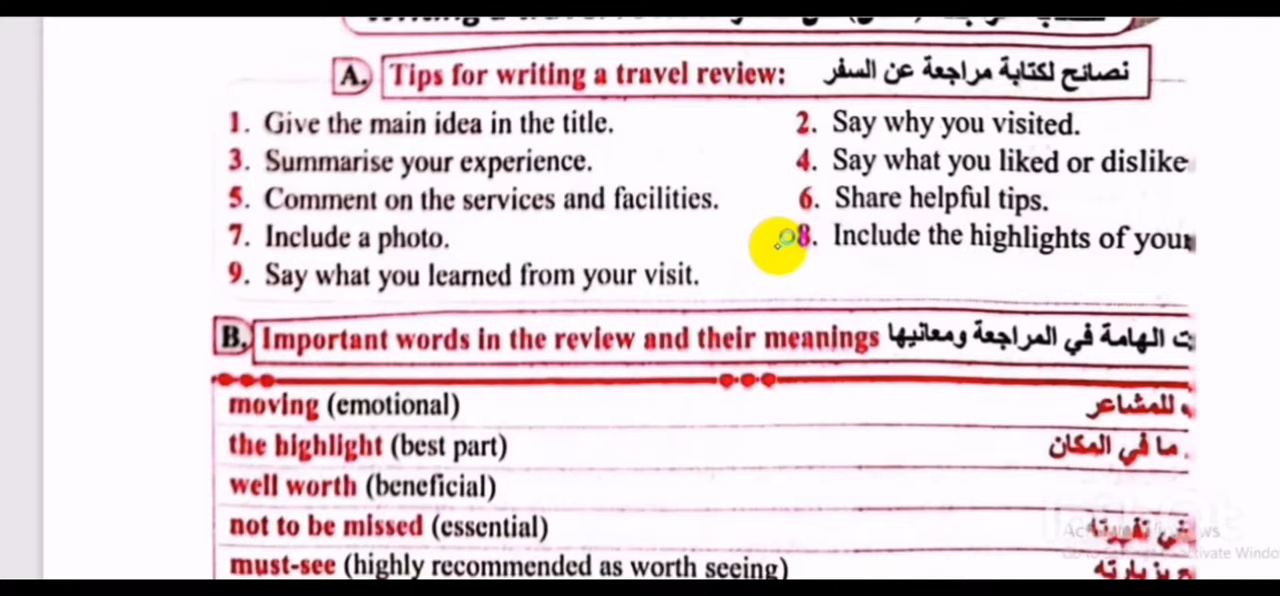 A. Tips for writing a travel review: نصائح لكتابة مراجعة عن السفر
1. Give the main idea in the title. 2. Say why you visited.
3. Summarise your experience. 4. Say what you liked or dislike
5. Comment on the services and facilities. 6. Share helpful tips.
7. Include a photo. 8. Include the highlights of your
9. Say what you learned from your visit.
B. Important words in the review and their meanings ت الهامة في المراجعة ومعانيها
moving (emotional) للمشاعر
the highlight (best part) ما في المكان
well worth (beneficial)
not to be missed (essential)
must-see (highly recommended as worth seeing) بزيارته